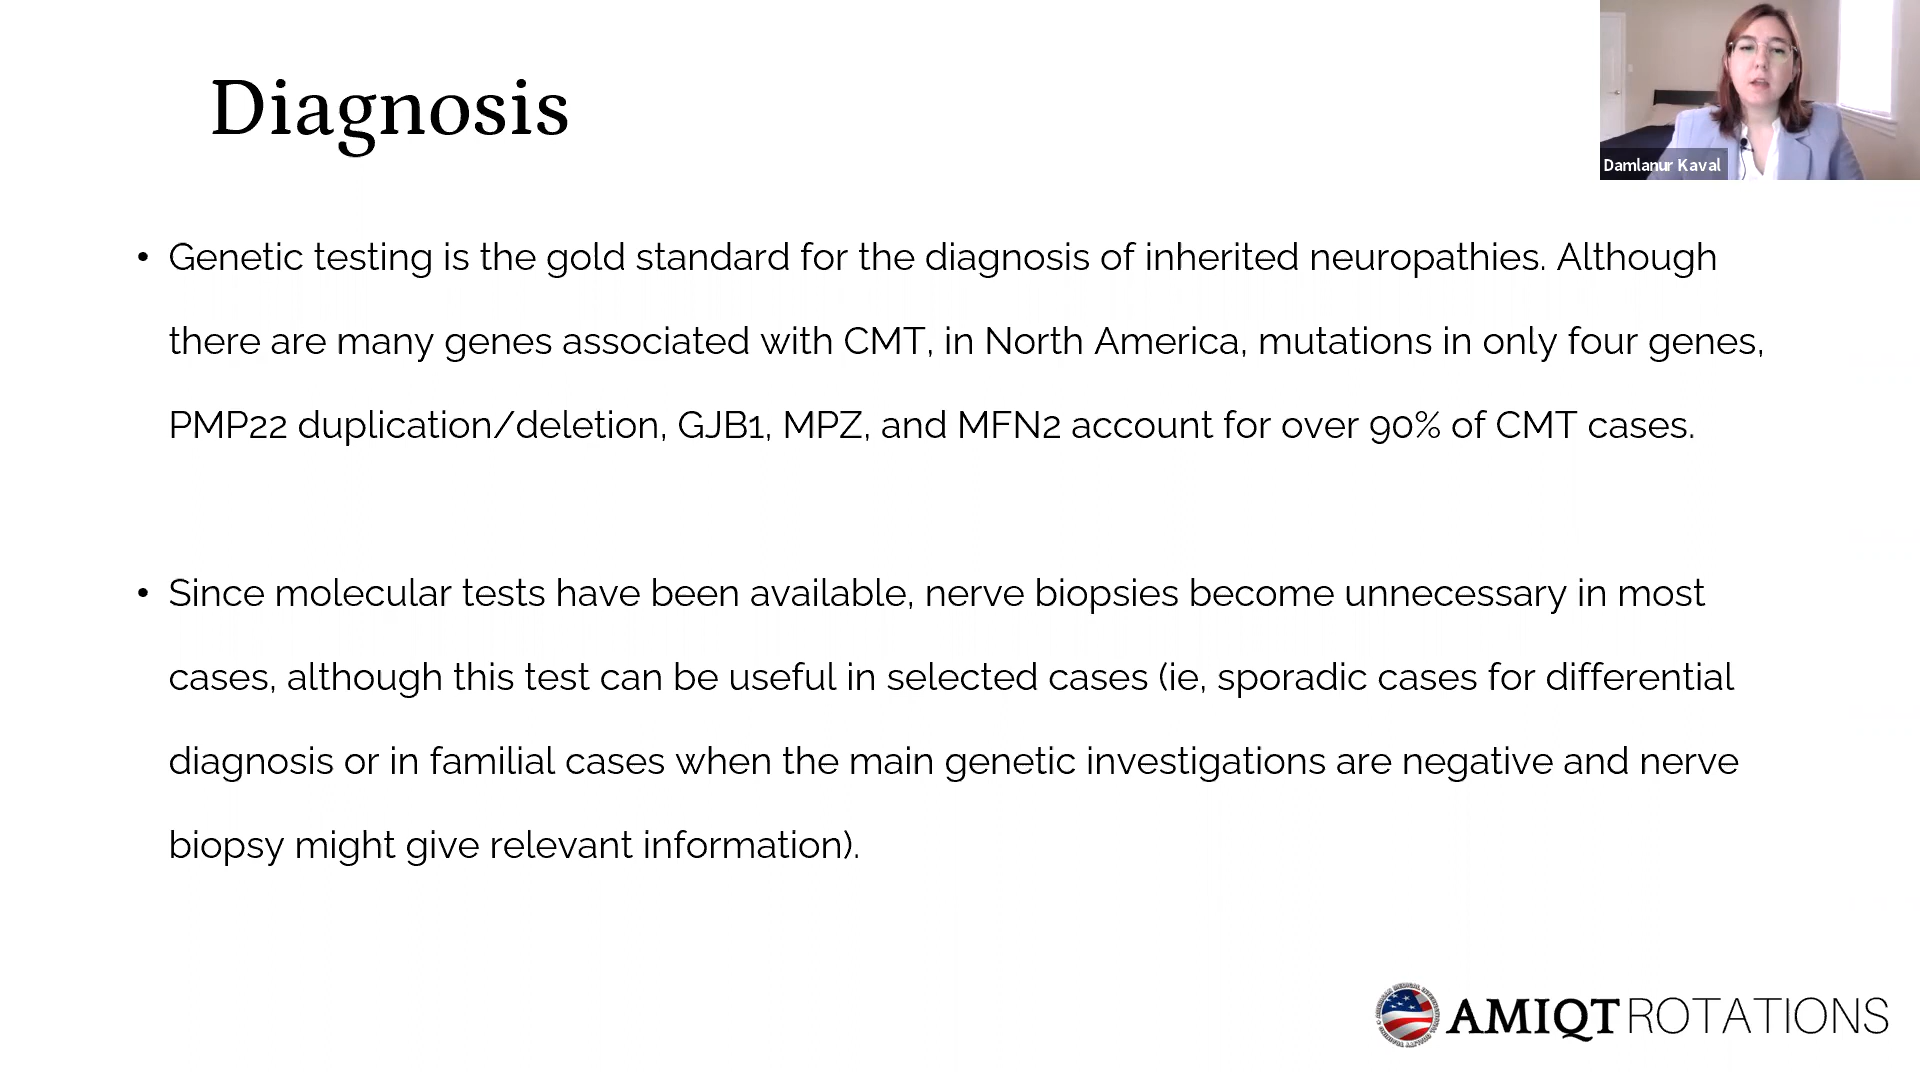 Diagnosis
Damlanur Kaval
• Genetic testing is the gold standard for the diagnosis of inherited neuropathies. Although
there are many genes associated with CMT, in North America, mutations in only four genes,
PMP22 duplication/deletion, GJB1, MPZ, and MFN2 account for over 90% of CMT cases.
• Since molecular tests have been available, nerve biopsies become unnecessary in most
cases, although this test can be useful in selected cases (ie, sporadic cases for differential
diagnosis or in familial cases when the main genetic investigations are negative and nerve
biopsy might give relevant information).
AMIQT ROTATIONS